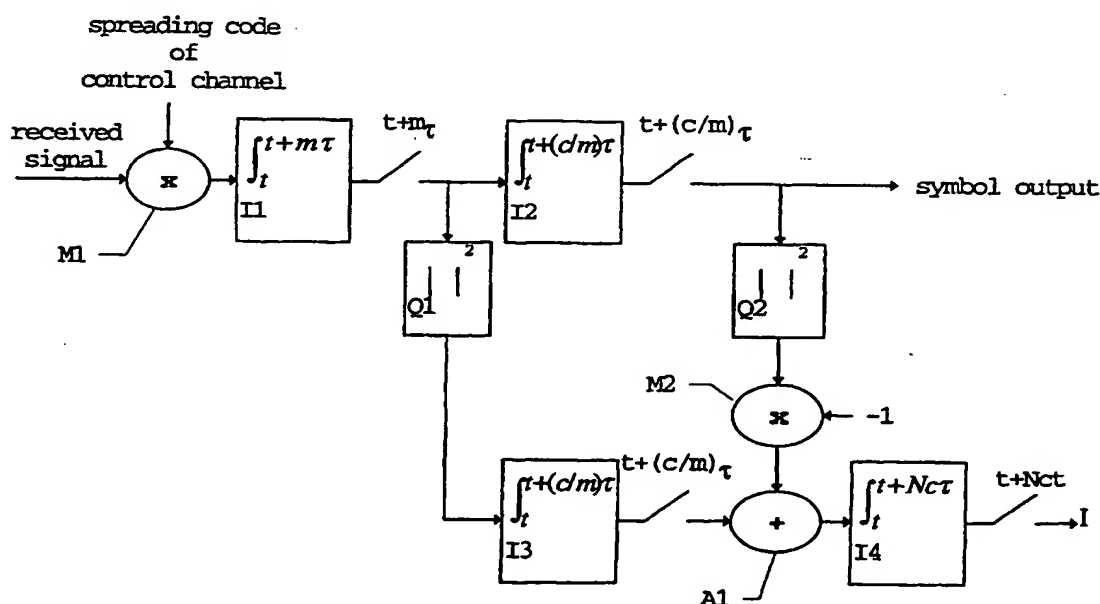 spreading code
of
control channel
received
signal
x
M1
∫ₜ t+mτ
I1
t+mτ
∫ₜ t+(c/m)τ
I2
t+(c/m)τ
symbol output
| |²
Q1
| |²
Q2
M2
x
-1
∫ₜ t+(c/m)τ
I3
t+(c/m)τ
+
A1
∫ₜ t+Ncτ
I4
t+Nct
I